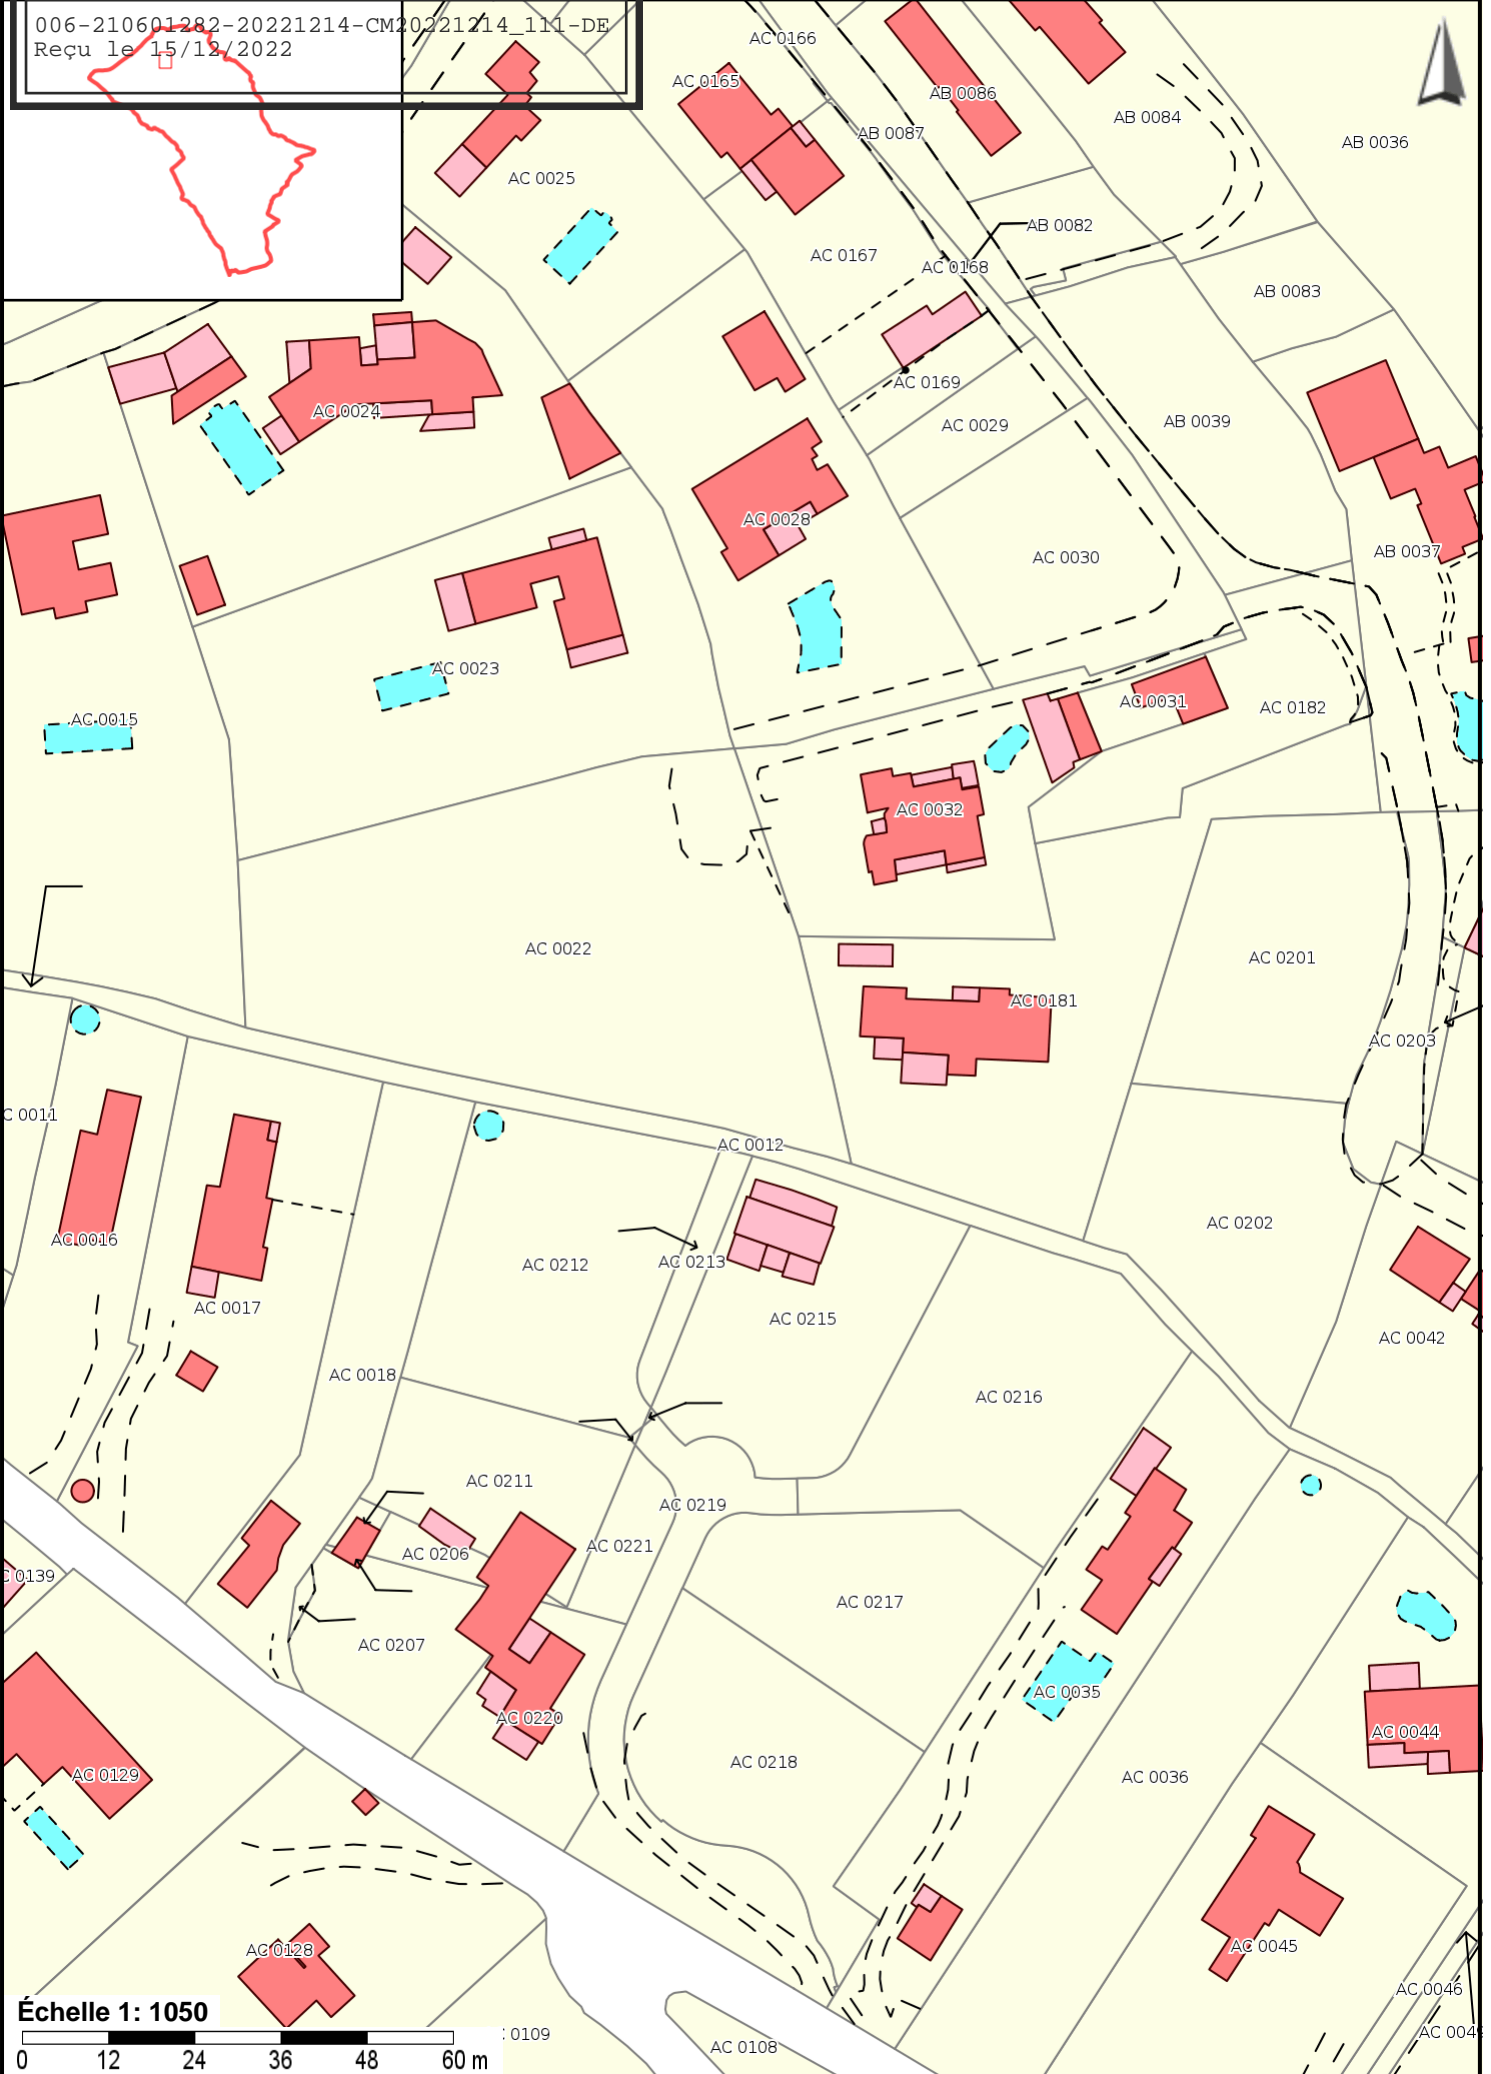 006-210601282-20221214-CM20221214_111-DE
Reçu le 15/12/2022
AC 0166
AC 0165
AB 0086
AB 0084
AB 0087
AB 0036
AC 0025
AB 0082
AC 0167
AC 0168
AB 0083
AC 0169
AC 0024
AC 0029
AB 0039
AC 0028
AC 0030
AB 0037
AC 0023
AC 0031
AC 0182
AC 0015
AC 0032
AC 0022
AC 0201
AC 0181
AC 0203
C 0011
AC 0012
AC 0202
AC 0016
AC 0212
AC 0213
AC 0017
AC 0215
AC 0042
AC 0018
AC 0216
AC 0211
AC 0219
AC 0221
AC 0206
C 0139
AC 0217
AC 0207
AC 0035
AC 0220
AC 0044
AC 0218
AC 0129
AC 0036
AC 0128
AC 0045
AC 0046
Échelle 1: 1050
0 12 24 36 48 60 m
0109
AC 0108
AC 004